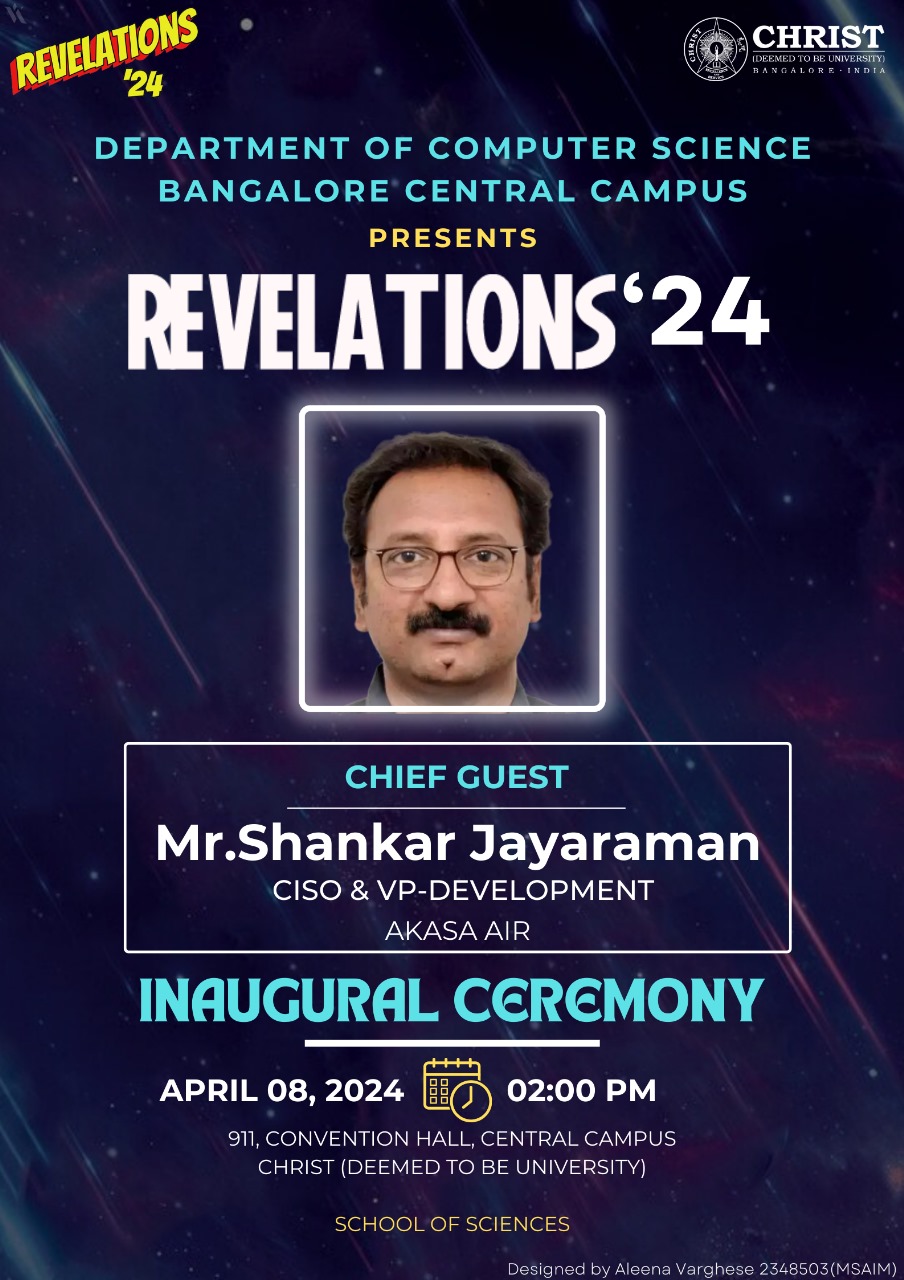 REVELATIONS
'24
CHRIST
(DEEMED TO BE UNIVERSITY)
BANGALORE · INDIA
DEPARTMENT OF COMPUTER SCIENCE
BANGALORE CENTRAL CAMPUS
PRESENTS
REVELATIONS‘24
CHIEF GUEST
Mr.Shankar Jayaraman
CISO & VP-DEVELOPMENT
AKASA AIR
INAUGURAL CEREMONY
APRIL 08, 2024 02:00 PM
911, CONVENTION HALL, CENTRAL CAMPUS
CHRIST (DEEMED TO BE UNIVERSITY)
SCHOOL OF SCIENCES
Designed by Aleena Varghese 2348503(MSAIM)